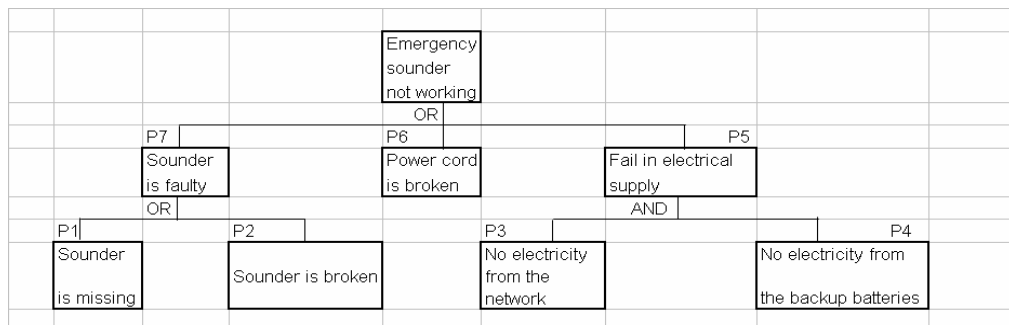 Emergency
sounder
not working
OR
P7
P6
P5
Sounder
is faulty
Power cord
is broken
Fail in electrical
supply
OR
AND
P1
P2
P3
P4
Sounder
is missing
Sounder is broken
No electricity
from the
network
No electricity from
the backup batteries